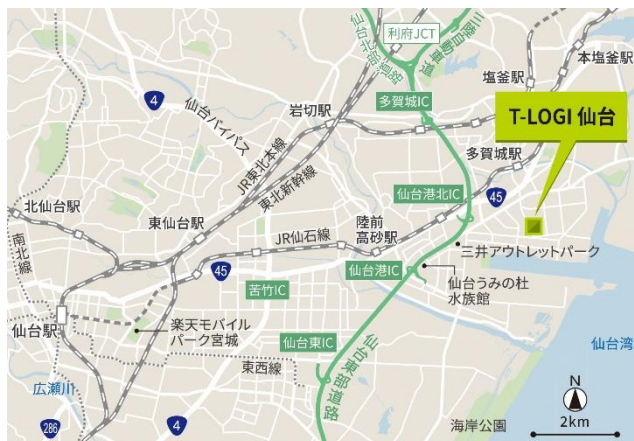 利府JCT
仙台北部道路
三陸自動車道
本塩釜駅
塩釜駅
4
仙台バイパス
岩切駅
多賀城IC
T-LOGI 仙台
多賀城駅
JR東北本線
東北新幹線
仙台港北IC
45
北仙台駅
東仙台駅
陸前
高砂駅
南北線
JR仙石線
三井アウトレットパーク
45
苦竹IC
仙台港IC
仙台うみの杜
水族館
仙台駅
楽天モバイル
パーク宮城
仙台東IC
仙台東部道路
東西線
仙台湾
広瀬川
286
4
海岸公園
N
2km